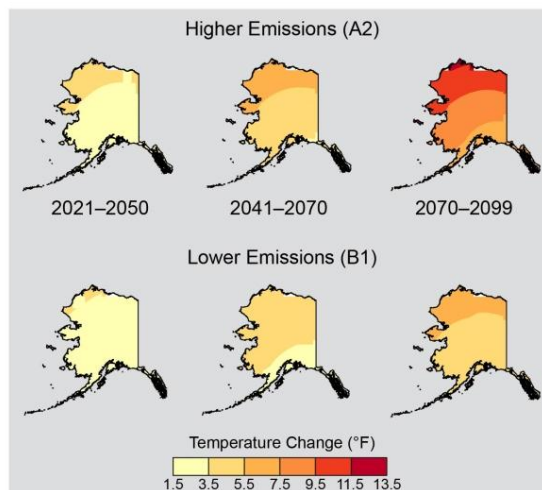 Higher Emissions (A2)
2021–2050 2041–2070 2070–2099
Lower Emissions (B1)
Temperature Change (°F)
1.5 3.5 5.5 7.5 9.5 11.5 13.5